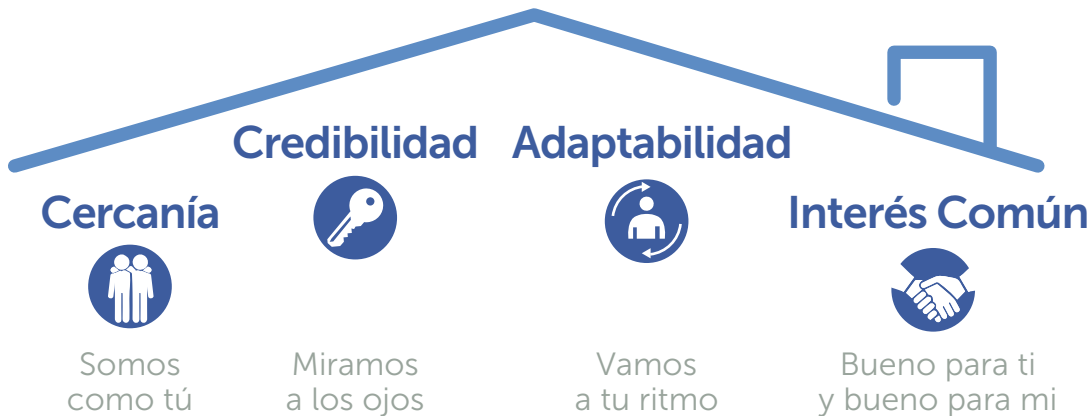 Credibilidad
Adaptabilidad
Cercanía
Interés Común
Somos
como tú
Miramos
a los ojos
Vamos
a tu ritmo
Bueno para ti
y bueno para mi